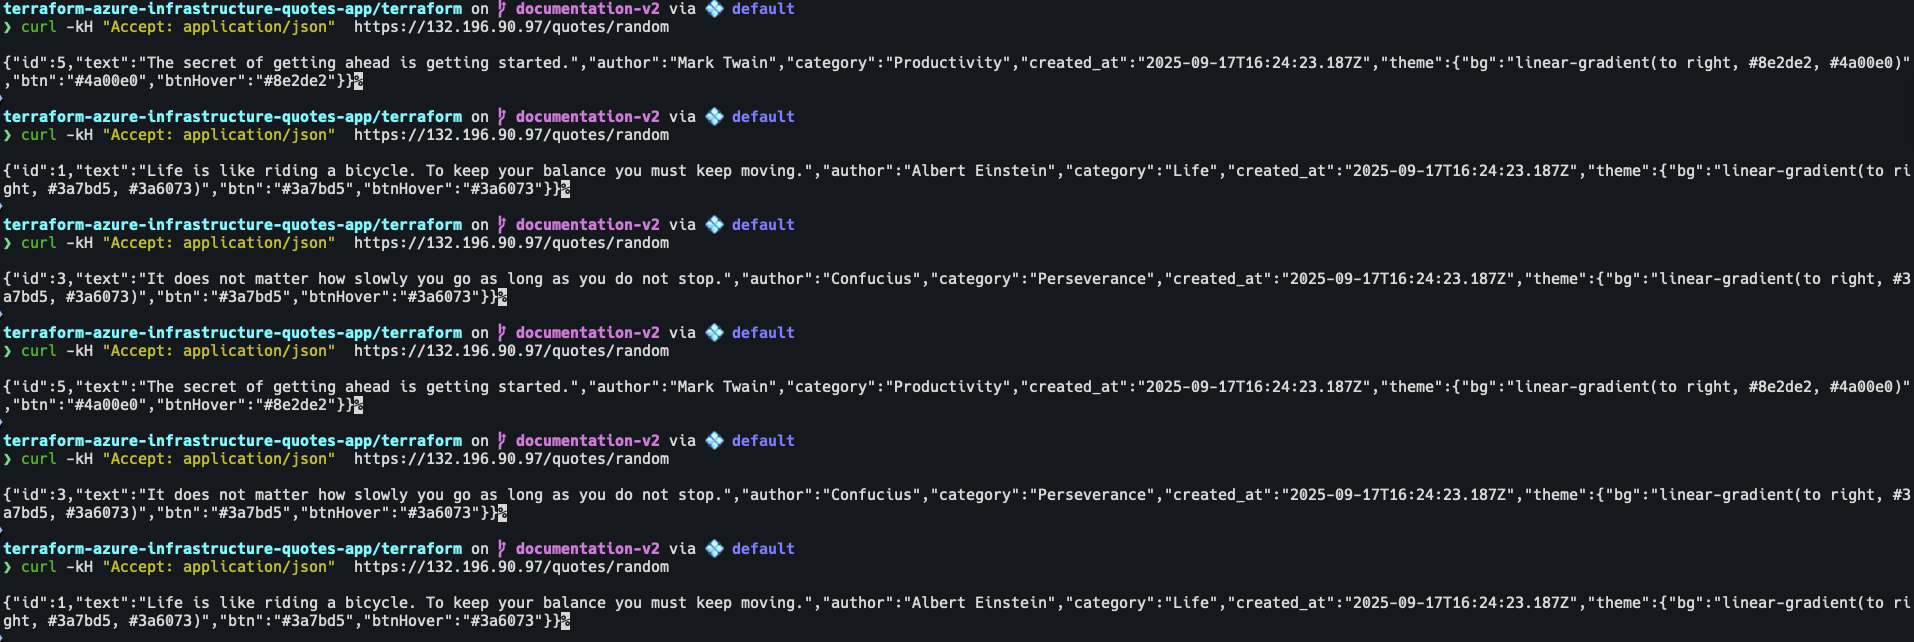 terraform-azure-infrastructure-quotes-app/terraform on documentation-v2 via default
❯ curl -kH "Accept: application/json"  https://132.196.90.97/quotes/random
{"id":5,"text":"The secret of getting ahead is getting started.","author":"Mark Twain","category":"Productivity","created_at":"2025-09-17T16:24:23.187Z","theme":{"bg":"linear-gradient(to right, #8e2de2, #4a00e0)"
,"btn":"#4a00e0","btnHover":"#8e2de2"}}%
terraform-azure-infrastructure-quotes-app/terraform on documentation-v2 via default
❯ curl -kH "Accept: application/json"  https://132.196.90.97/quotes/random
{"id":1,"text":"Life is like riding a bicycle. To keep your balance you must keep moving.","author":"Albert Einstein","category":"Life","created_at":"2025-09-17T16:24:23.187Z","theme":{"bg":"linear-gradient(to ri
ght, #3a7bd5, #3a6073)","btn":"#3a7bd5","btnHover":"#3a6073"}}%
terraform-azure-infrastructure-quotes-app/terraform on documentation-v2 via default
❯ curl -kH "Accept: application/json"  https://132.196.90.97/quotes/random
{"id":3,"text":"It does not matter how slowly you go as long as you do not stop.","author":"Confucius","category":"Perseverance","created_at":"2025-09-17T16:24:23.187Z","theme":{"bg":"linear-gradient(to right, #3
a7bd5, #3a6073)","btn":"#3a7bd5","btnHover":"#3a6073"}}%
terraform-azure-infrastructure-quotes-app/terraform on documentation-v2 via default
❯ curl -kH "Accept: application/json"  https://132.196.90.97/quotes/random
{"id":5,"text":"The secret of getting ahead is getting started.","author":"Mark Twain","category":"Productivity","created_at":"2025-09-17T16:24:23.187Z","theme":{"bg":"linear-gradient(to right, #8e2de2, #4a00e0)"
,"btn":"#4a00e0","btnHover":"#8e2de2"}}%
terraform-azure-infrastructure-quotes-app/terraform on documentation-v2 via default
❯ curl -kH "Accept: application/json"  https://132.196.90.97/quotes/random
{"id":3,"text":"It does not matter how slowly you go as long as you do not stop.","author":"Confucius","category":"Perseverance","created_at":"2025-09-17T16:24:23.187Z","theme":{"bg":"linear-gradient(to right, #3
a7bd5, #3a6073)","btn":"#3a7bd5","btnHover":"#3a6073"}}%
terraform-azure-infrastructure-quotes-app/terraform on documentation-v2 via default
❯ curl -kH "Accept: application/json"  https://132.196.90.97/quotes/random
{"id":1,"text":"Life is like riding a bicycle. To keep your balance you must keep moving.","author":"Albert Einstein","category":"Life","created_at":"2025-09-17T16:24:23.187Z","theme":{"bg":"linear-gradient(to ri
ght, #3a7bd5, #3a6073)","btn":"#3a7bd5","btnHover":"#3a6073"}}%